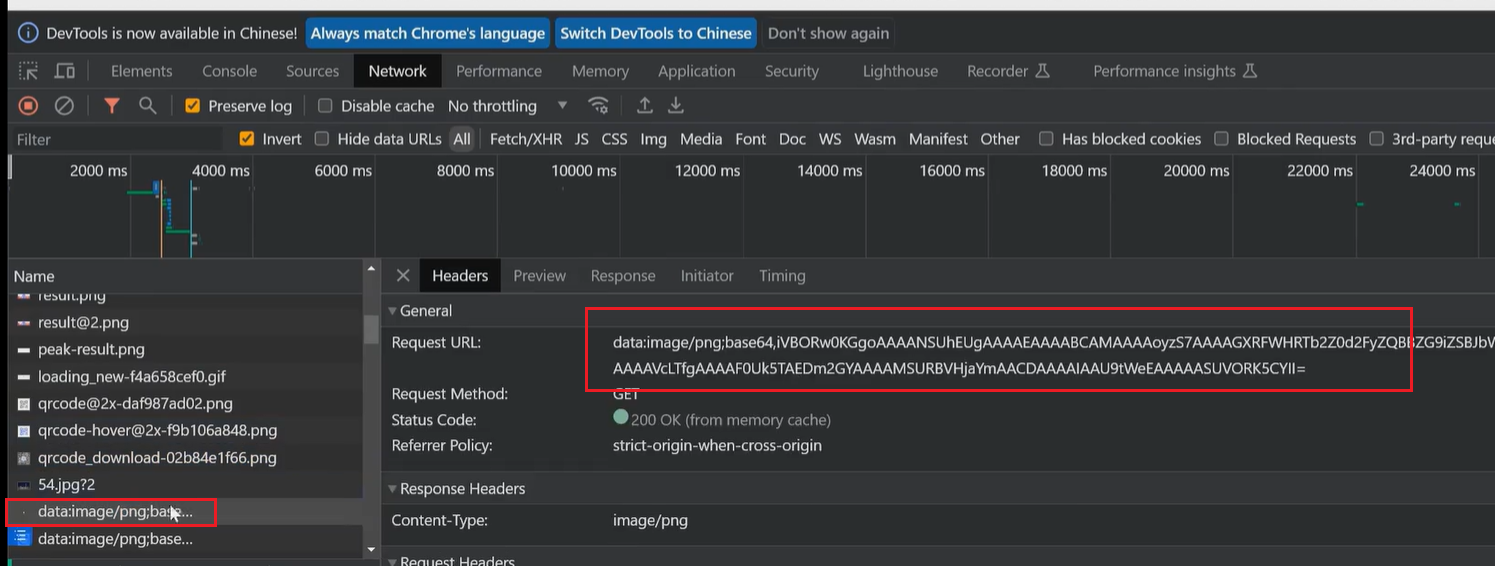 DevTools is now available in Chinese! Always match Chrome's language Switch DevTools to Chinese Don't show again
Elements Console Sources Network Performance Memory Application Security Lighthouse Recorder Performance insights
Preserve log Disable cache No throttling
Filter Invert Hide data URLs All Fetch/XHR JS CSS Img Media Font Doc WS Wasm Manifest Other Has blocked cookies Blocked Requests 3rd-party reque
2000 ms 4000 ms 6000 ms 8000 ms 10000 ms 12000 ms 14000 ms 16000 ms 18000 ms 20000 ms 22000 ms 24000 ms
Name
result.png
result@2.png
peak-result.png
loading_new-f4a658cef0.gif
qrcode@2x-daf987ad02.png
qrcode-hover@2x-f9b106a848.png
qrcode_download-02b84e1f66.png
54.jpg?2
data:image/png;base...
data:image/png;base...
Headers Preview Response Initiator Timing
General
Request URL:
Request Method: GET
Status Code: 200 OK (from memory cache)
Referrer Policy: strict-origin-when-cross-origin
Response Headers
Content-Type: image/png
Request Headers